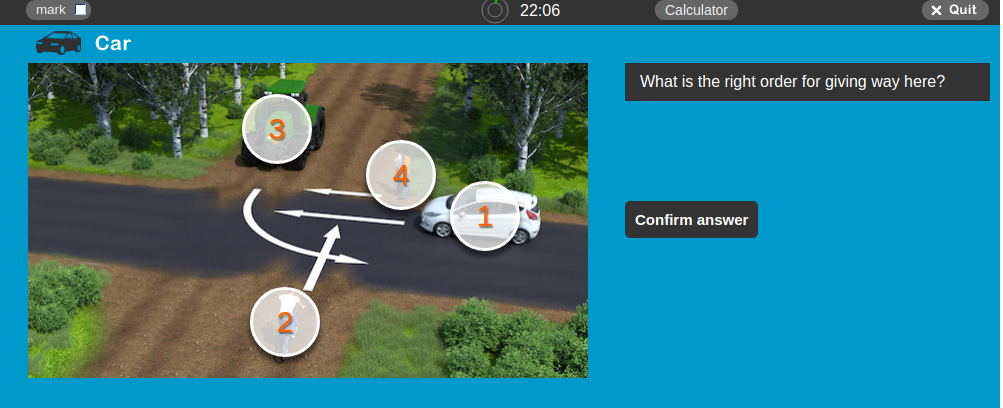 mark
22:06
Calculator
Quit
Car
What is the right order for giving way here?
3
4
1
2
Confirm answer